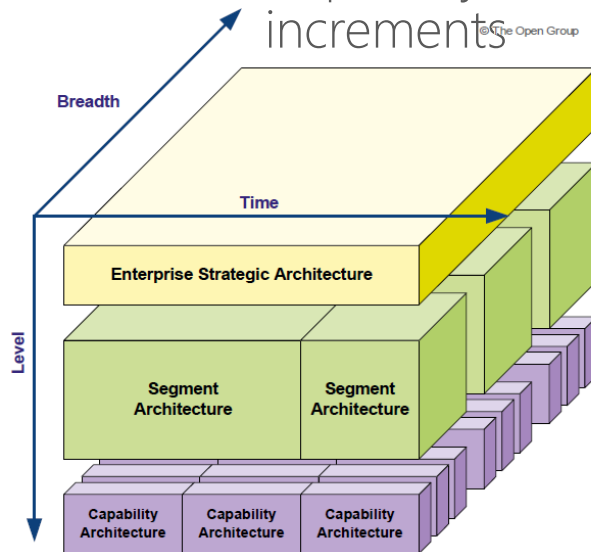 increments
© The Open Group
Breadth
Time
Enterprise Strategic Architecture
Level
Segment
Architecture
Segment
Architecture
Capability
Architecture
Capability
Architecture
Capability
Architecture